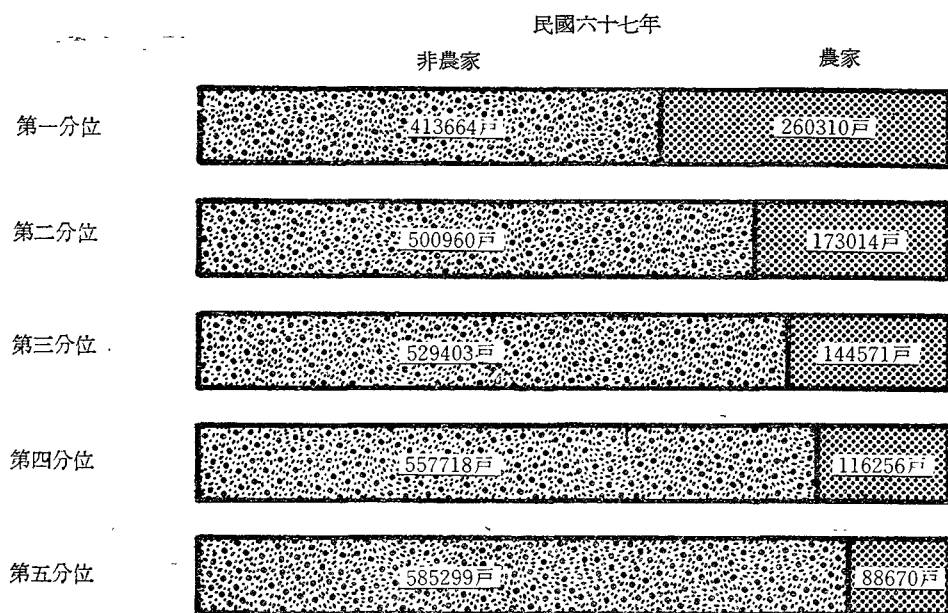 民國六十七年
非農家 農家
第一分位 413664戶 260310戶
第二分位 500960戶 173014戶
第三分位 529403戶 144571戶
第四分位 557718戶 116256戶
第五分位 585299戶 88670戶